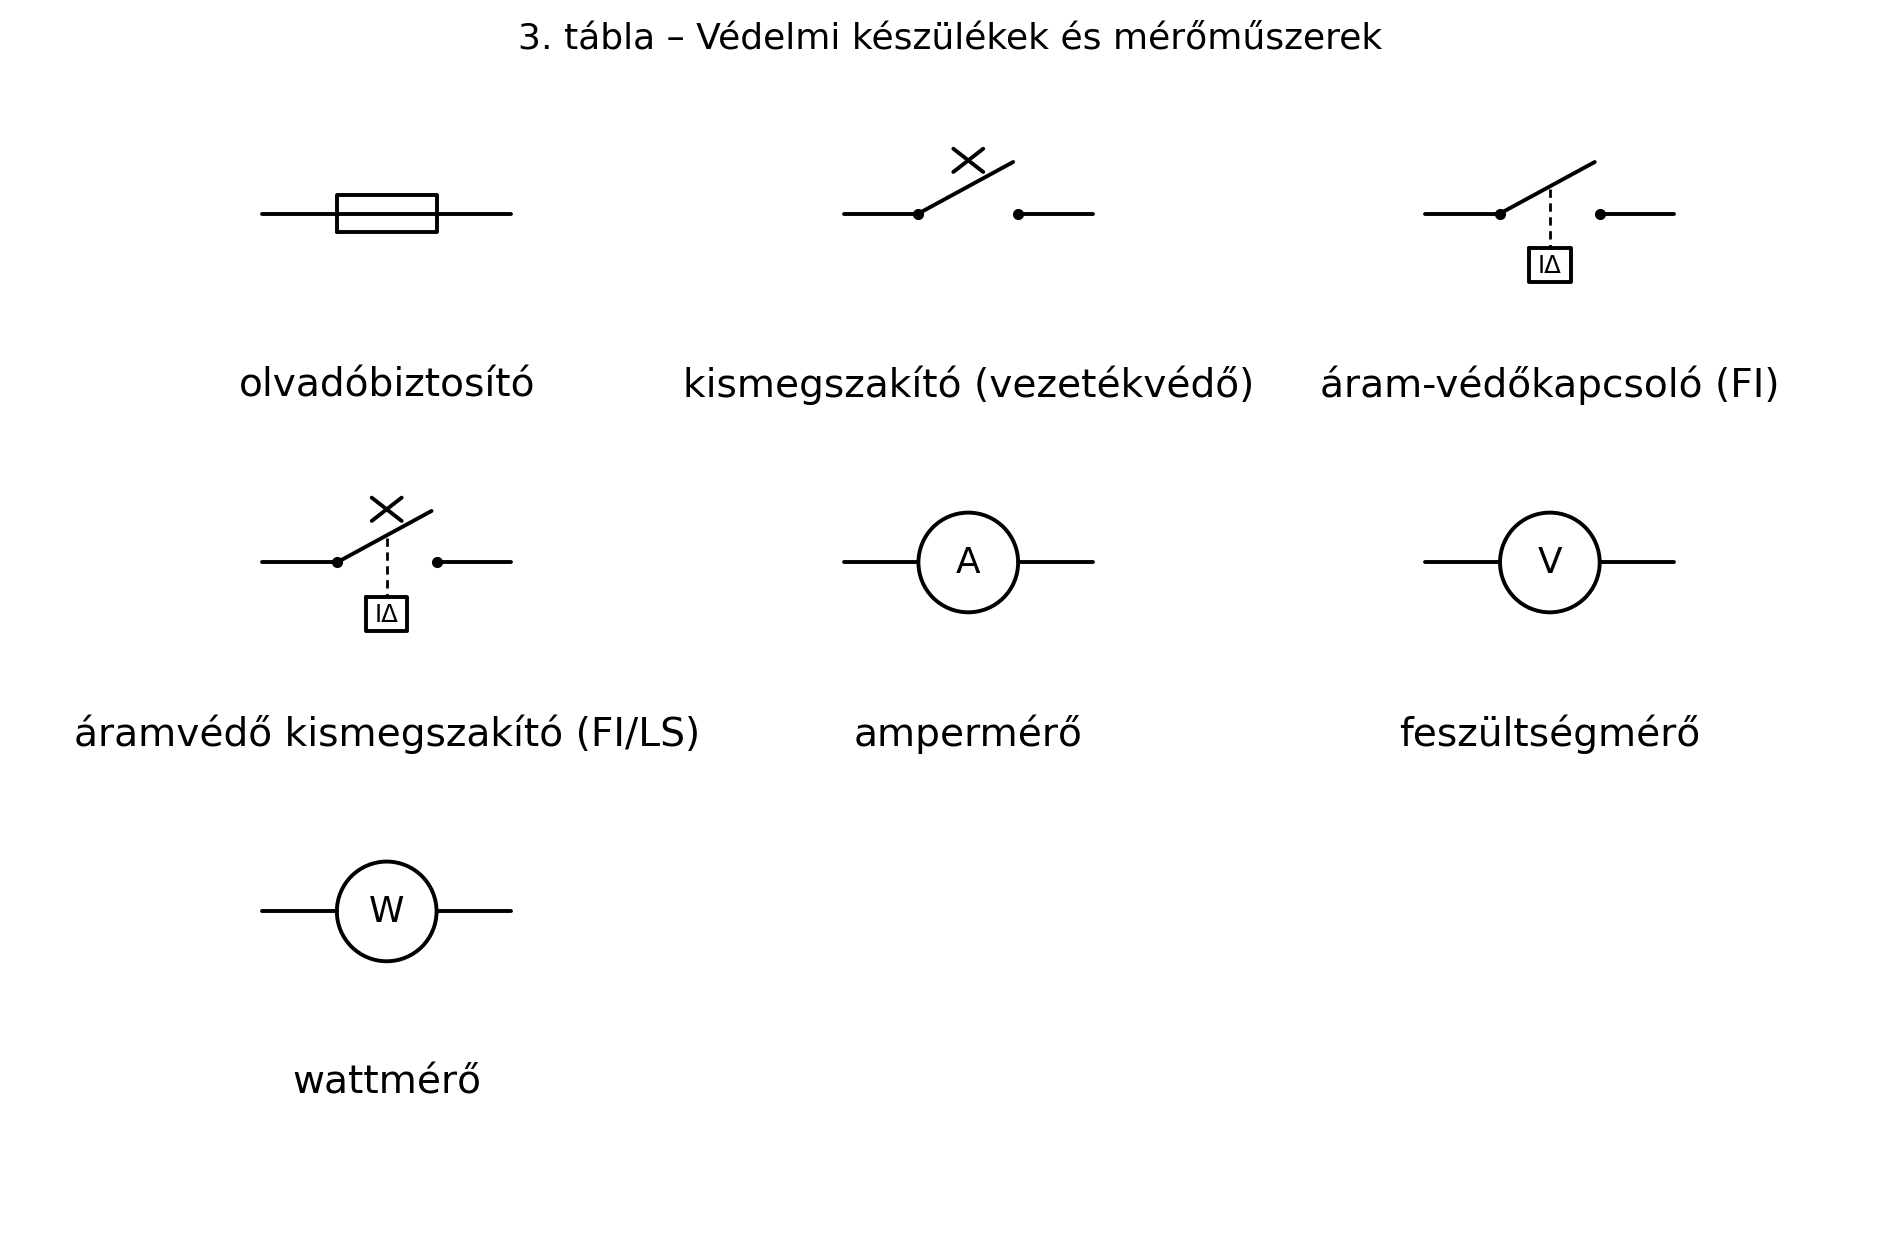 3. tábla – Védelmi készülékek és mérőműszerek
IΔ
olvadóbiztosító
kismegszakító (vezetékvédő)
áram-védőkapcsoló (FI)
IΔ
A
V
áramvédő kismegszakító (FI/LS)
ampermérő
feszültségmérő
W
wattmérő